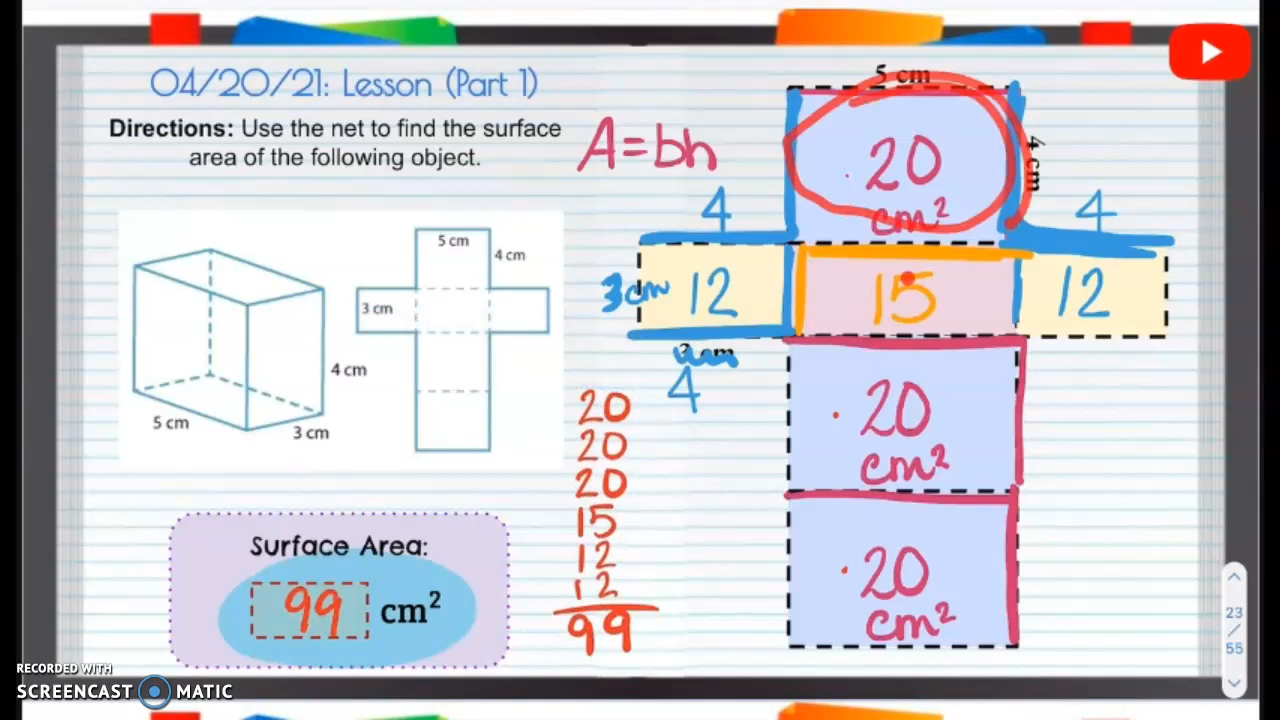 04/20/21: Lesson (Part 1)
Directions: Use the net to find the surface
area of the following object.
5 cm
4 cm
3 cm
4 cm
5 cm
3 cm
Surface Area:
99 cm²
A=bh
5 cm
4 cm
20
cm²
4
4
3cm
12
15
12
4
20
cm²
20
cm²
20
20
20
15
12
12
99
23
/
55
RECORDED WITH
SCREENCAST MATIC